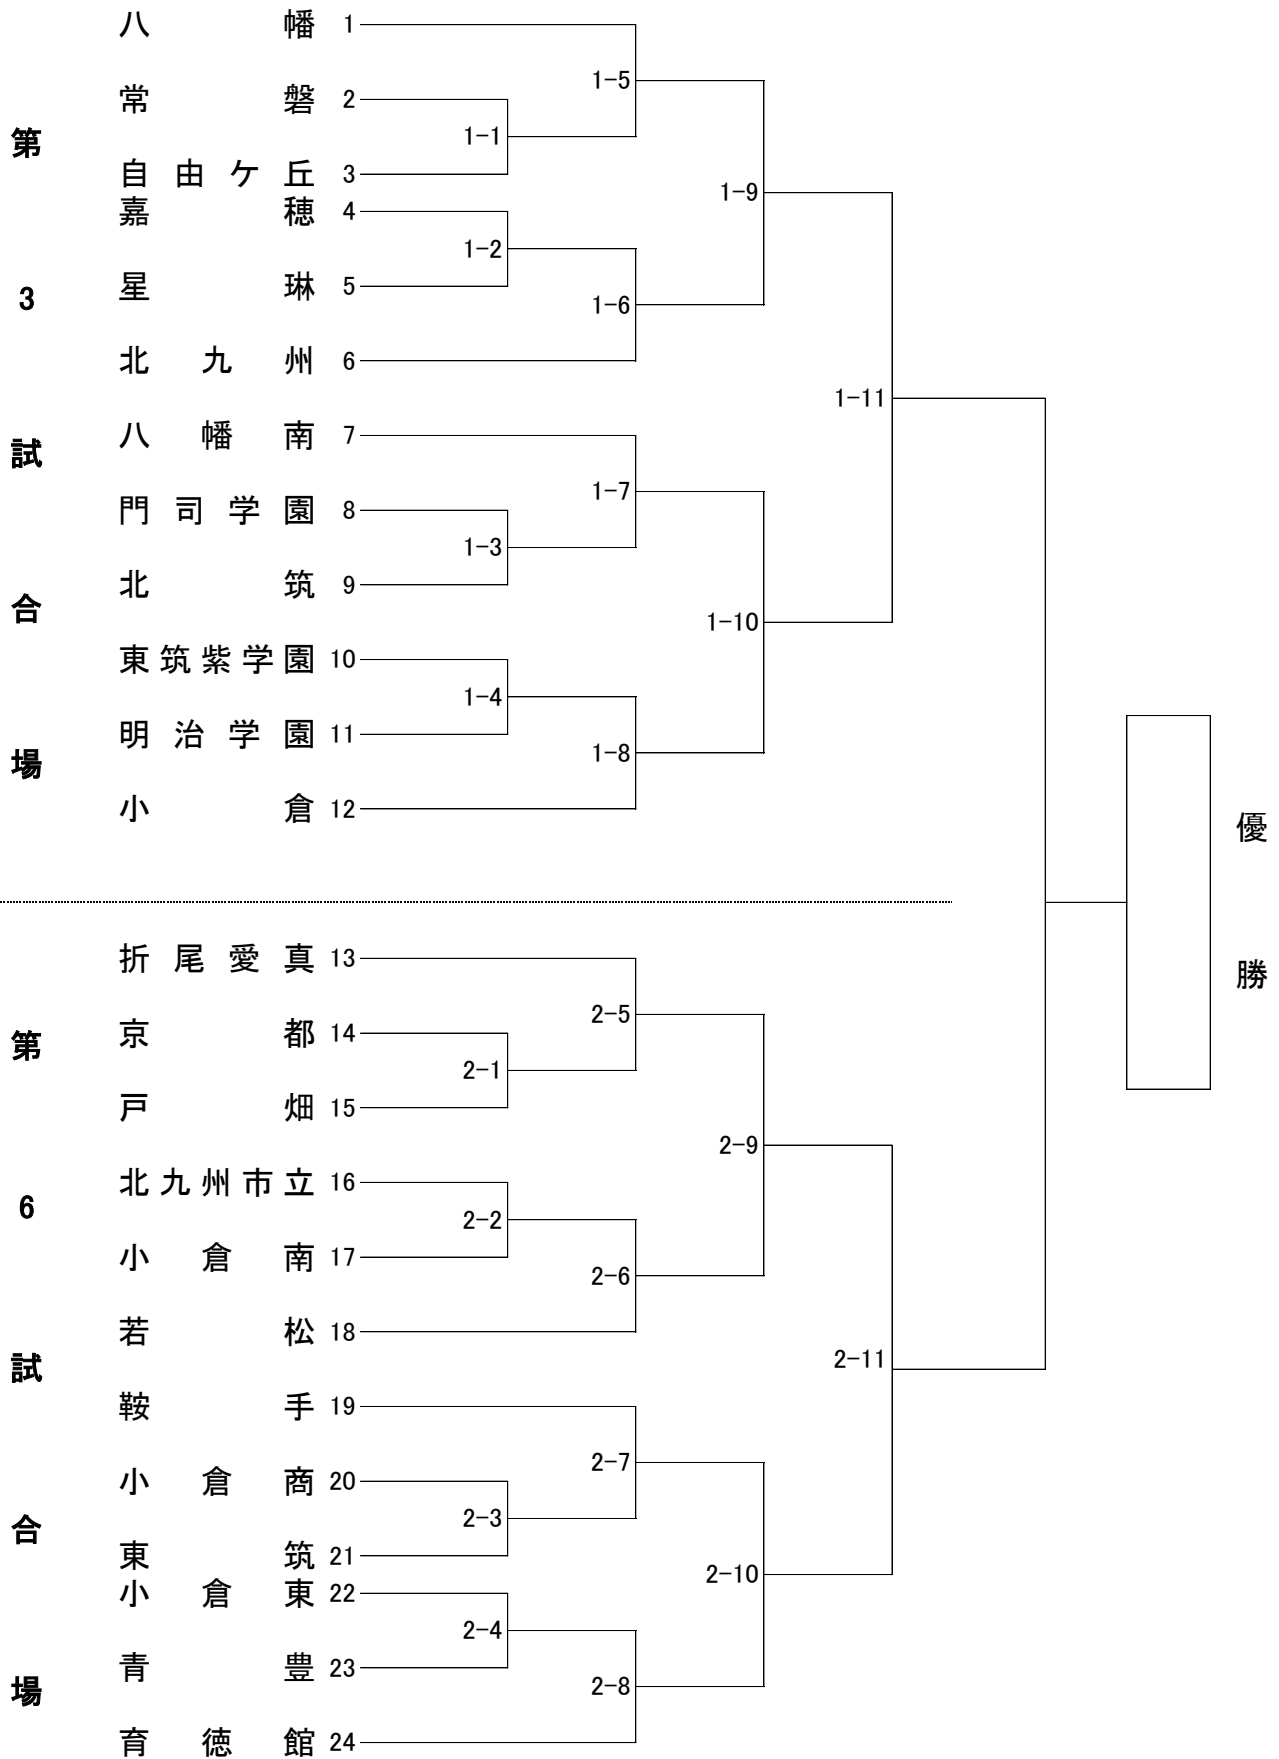 第3試合場
八幡 1
常磐 2
自由ケ丘 3
嘉穂 4
星琳 5
北九州 6
八幡南 7
門司学園 8
北筑 9
東筑紫学園 10
明治学園 11
小倉 12
1-1
1-2
1-3
1-4
1-5
1-6
1-7
1-8
1-9
1-10
1-11
第6試合場
折尾愛真 13
京都 14
戸畑 15
北九州市立 16
小倉南 17
若松 18
鞍手 19
小倉商 20
東筑 21
小倉東 22
青豊 23
育徳館 24
2-1
2-2
2-3
2-4
2-5
2-6
2-7
2-8
2-9
2-10
2-11
優勝